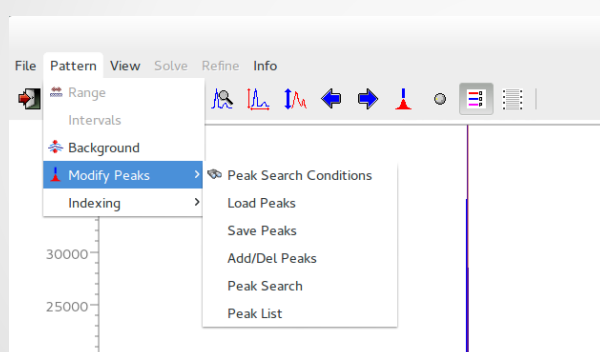 File Pattern View Solve Refine Info
Range
Intervals
Background
Modify Peaks
Indexing
Peak Search Conditions
Load Peaks
Save Peaks
Add/Del Peaks
Peak Search
Peak List
30000
25000